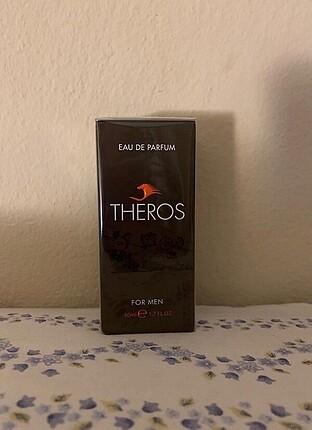 EAU DE PARFUM
THEROS
FOR MEN
50ml e 1.7 FL.OZ